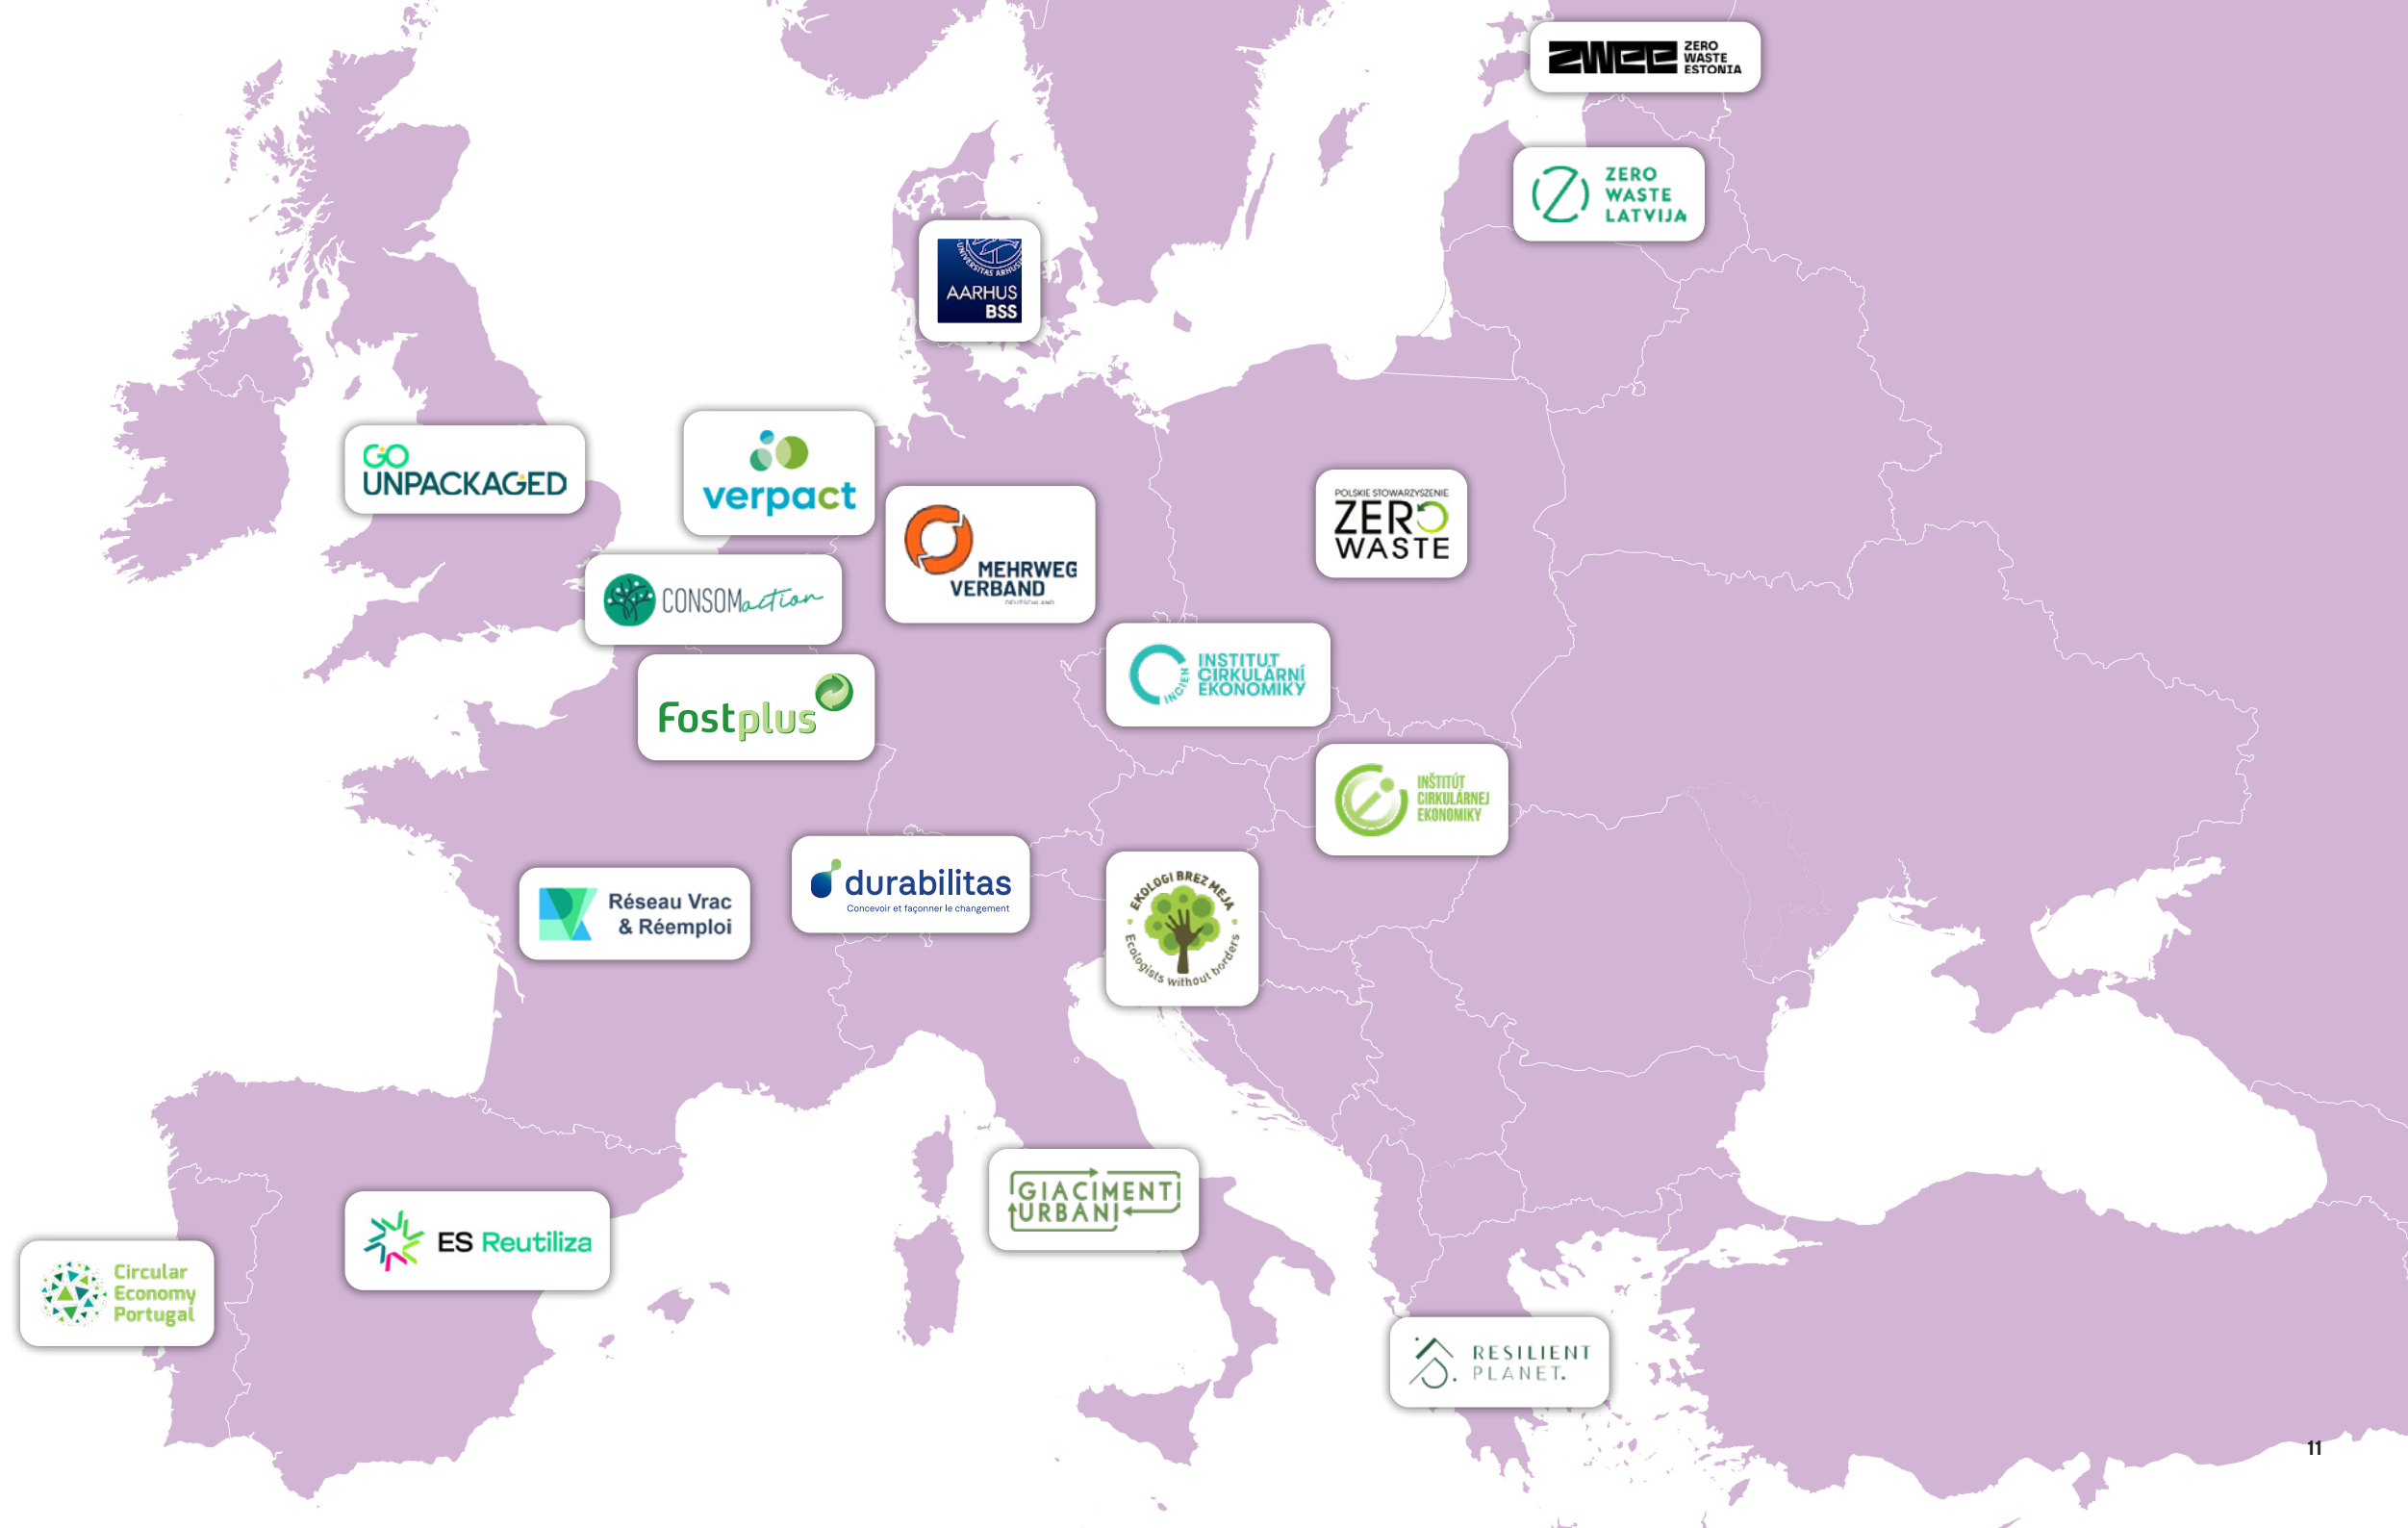 ZWEE ZERO
WASTE
ESTONIA
ZERO
WASTE
LATVIJA
UNIVERSITAS ARHUS
AARHUS
BSS
GO
UNPACKAGED
verpact
MEHRWEG
VERBAND
DEUTSCHLAND
POLSKIE STOWARZYSZENIE
ZERO
WASTE
CONSOMaction
Fostplus
INCIEN
INSTITUT
CIRKULÁRNÍ
EKONOMIKY
INŠTITÚT
CIRKULÁRNEJ
EKONOMIKY
Réseau Vrac
& Réemploi
durabilitas
Concevoir et façonner le changement
EKOLOGI BREZ MEJA
Ecologists without borders
GIACIMENTI
URBANI
ES Reutiliza
Circular
Economy
Portugal
RESILIENT
PLANET.
11